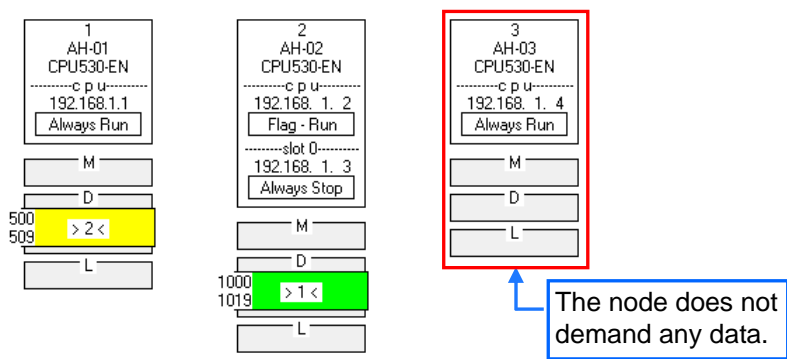 1
AH-01
CPU530-EN
---------c p u--------
192.168.1.1
Always Run
M
D
500
509
> 2 <
L
2
AH-02
CPU530-EN
---------c p u--------
192.168. 1. 2
Flag - Run
---------slot 0---------
192.168. 1. 3
Always Stop
M
D
1000
1019
> 1 <
L
3
AH-03
CPU530-EN
---------c p u--------
192.168. 1. 4
Always Run
M
D
L
The node does not
demand any data.